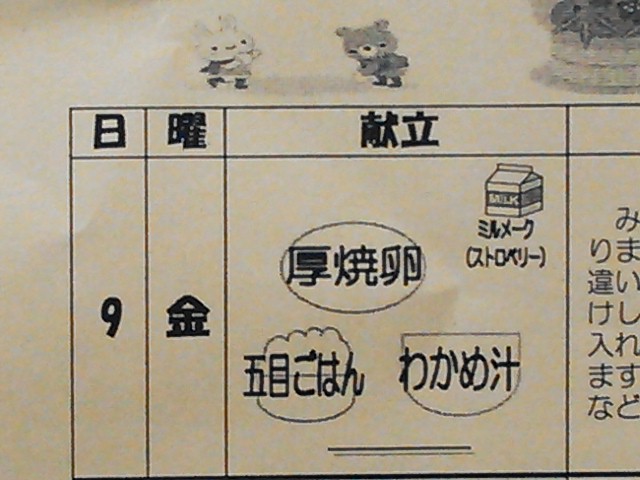 日 曜 献立
9 金
MILK
ミルメーク
(ストロベリー)
厚焼卵
五目ごはん
わかめ汁
み
りま
違い
けし
入れ
ます
など